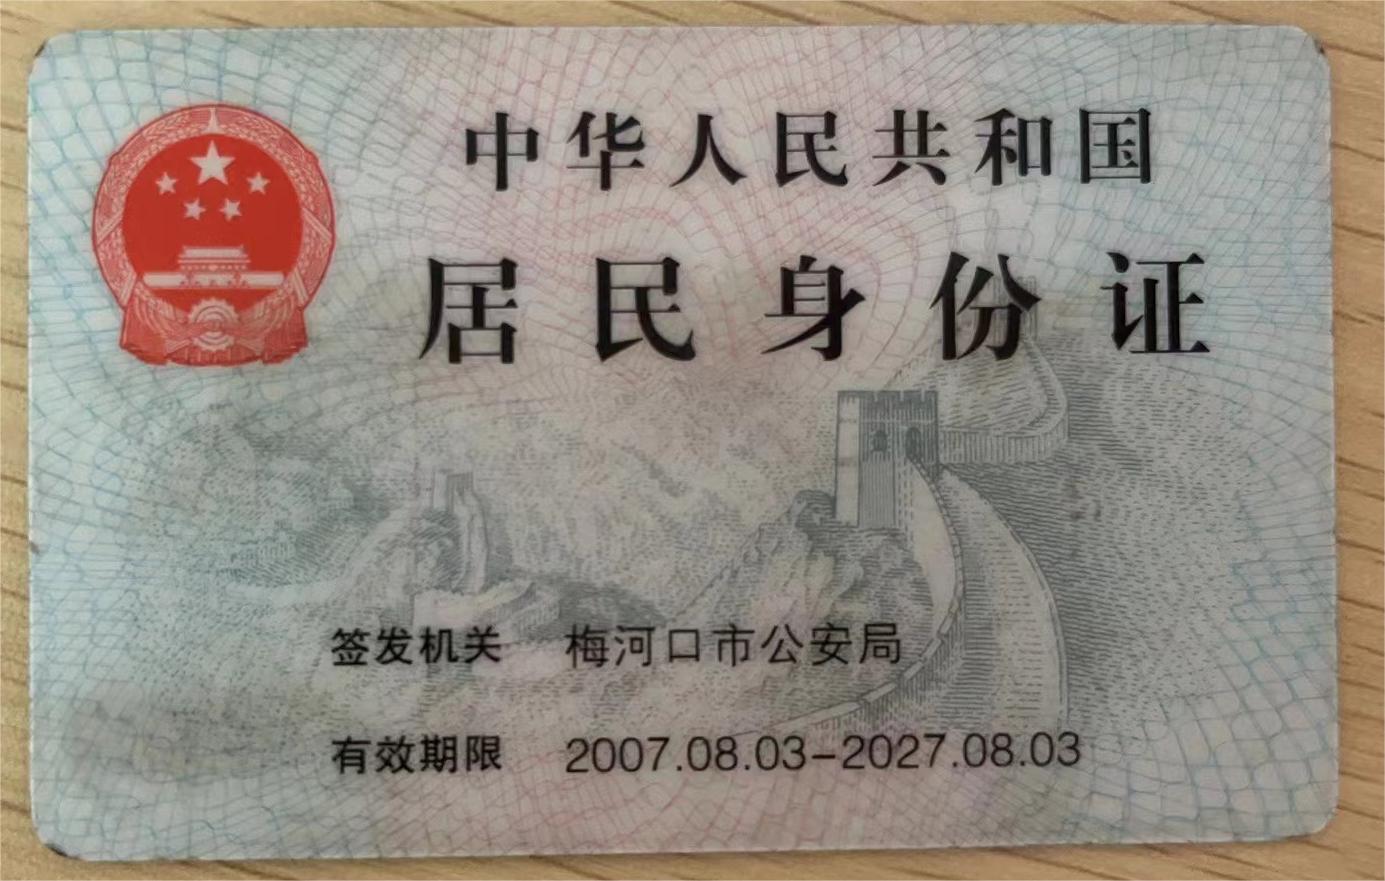 中华人民共和国
居民身份证
签发机关 梅河口市公安局
有效期限 2007.08.03-2027.08.03